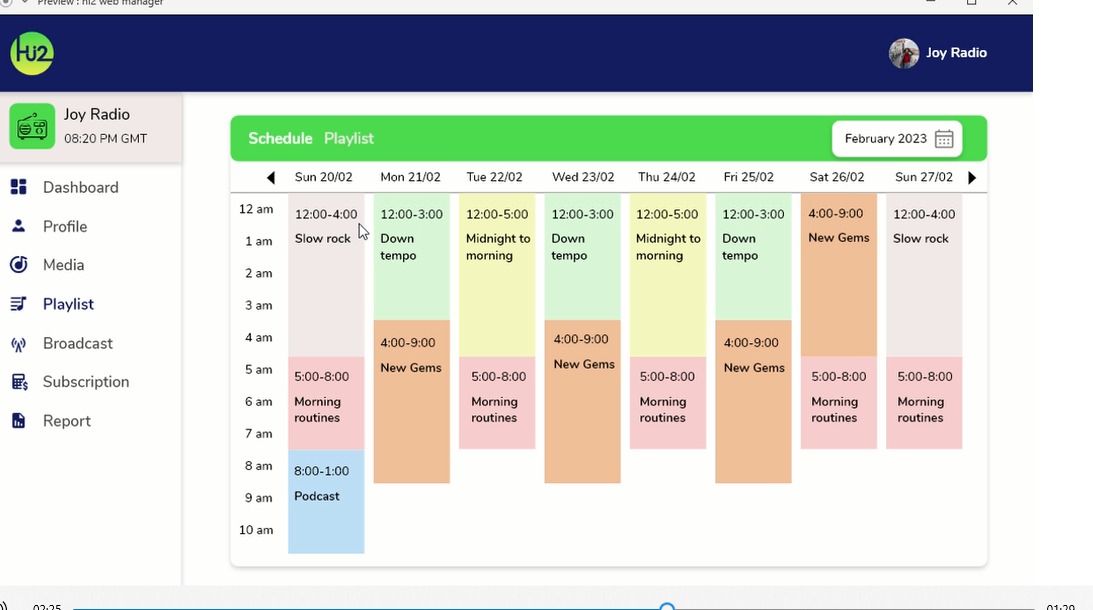 Preview : hi2 web manager
Hi2
Joy Radio
Joy Radio
08:20 PM GMT
Dashboard
Profile
Media
Playlist
Broadcast
Subscription
Report
Schedule Playlist
February 2023
Sun 20/02 Mon 21/02 Tue 22/02 Wed 23/02 Thu 24/02 Fri 25/02 Sat 26/02 Sun 27/02
12 am
1 am
2 am
3 am
4 am
5 am
6 am
7 am
8 am
9 am
10 am
12:00-4:00
Slow rock
5:00-8:00
Morning
routines
8:00-1:00
Podcast
12:00-3:00
Down
tempo
4:00-9:00
New Gems
12:00-5:00
Midnight to
morning
5:00-8:00
Morning
routines
12:00-3:00
Down
tempo
4:00-9:00
New Gems
12:00-5:00
Midnight to
morning
5:00-8:00
Morning
routines
12:00-3:00
Down
tempo
4:00-9:00
New Gems
4:00-9:00
New Gems
5:00-8:00
Morning
routines
12:00-4:00
Slow rock
5:00-8:00
Morning
routines
02:25
01:29